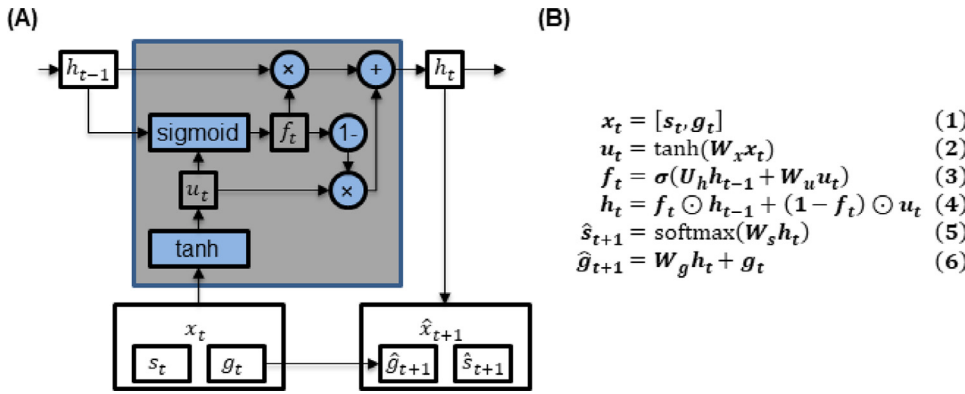 (A)
h_{t-1}
×
+
h_t
sigmoid
f_t
1-
u_t
×
tanh
x_t
s_t
g_t
x̂_{t+1}
ĝ_{t+1}
ŝ_{t+1}
(B)
x_t = [s_t, g_t] (1)
u_t = tanh(W_x x_t) (2)
f_t = σ(U_h h_{t-1} + W_u u_t) (3)
h_t = f_t ⊙ h_{t-1} + (1 − f_t) ⊙ u_t (4)
ŝ_{t+1} = softmax(W_s h_t) (5)
ĝ_{t+1} = W_g h_t + g_t (6)